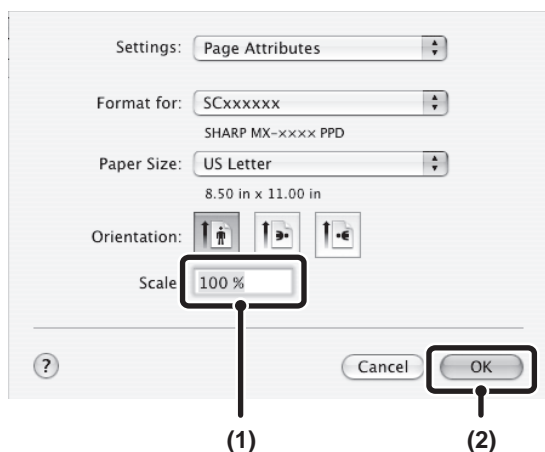 Settings: Page Attributes
Format for: SCxxxxxx
SHARP MX-xxxx PPD
Paper Size: US Letter
8.50 in x 11.00 in
Orientation:
Scale 100 %
? Cancel OK
(1) (2)